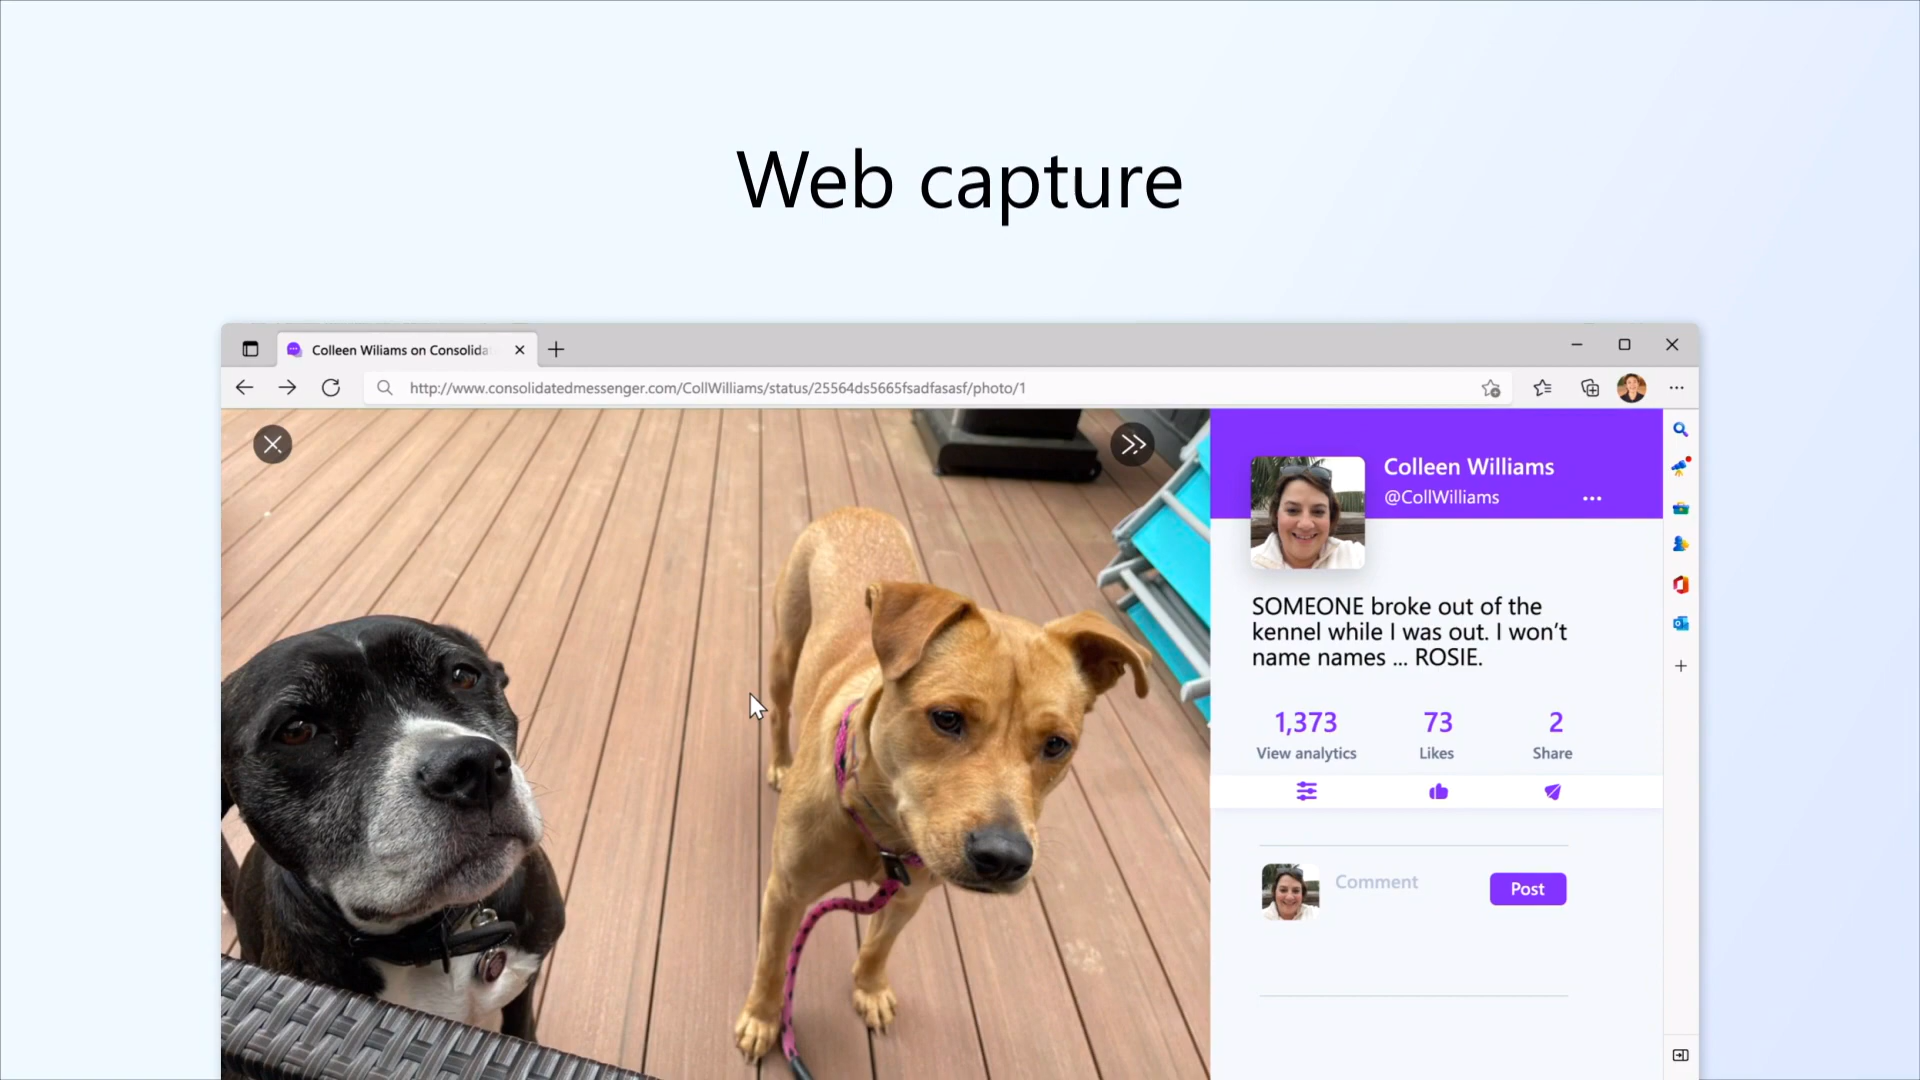 Web capture
Colleen Wiliams on Consolida
http://www.consolidatedmessenger.com/CollWilliams/status/25564ds5665fsadfasasf/photo/1
Colleen Williams
@CollWilliams
SOMEONE broke out of the
kennel while I was out. I won’t
name names ... ROSIE.
1,373 73 2
View analytics Likes Share
Comment Post